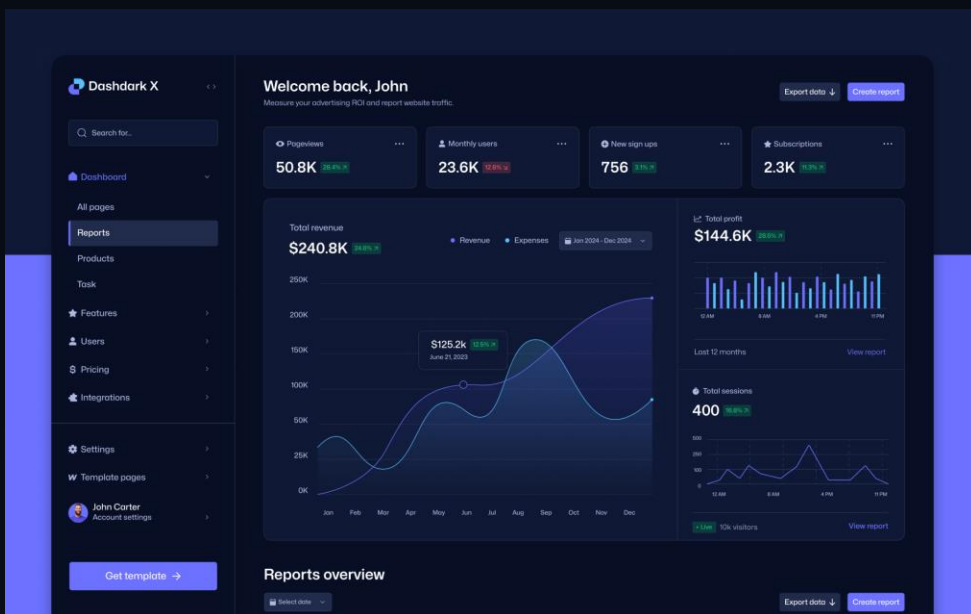 Dashdark X
Search for...
Dashboard
All pages
Reports
Products
Task
Features
Users
Pricing
Integrations
Settings
Template pages
John Carter
Account settings
Get template →
Welcome back, John
Measure your advertising ROI and report website traffic.
Export data ↓
Create report
Pageviews
50.8K 28.4% ↗
Monthly users
23.6K 12.6% ↘
New sign ups
756 3.1% ↗
Subscriptions
2.3K 11.3% ↗
Total revenue
$240.8K 24.6% ↗
Revenue
Expenses
Jan 2024 - Dec 2024
250K
200K
150K
100K
50K
25K
0K
$125.2k 12.5% ↗
June 21, 2023
Jan Feb Mar Apr May Jun Jul Aug Sep Oct Nov Dec
Total profit
$144.6K 28.5% ↗
12 AM 8 AM 4 PM 11 PM
Last 12 months
View report
Total sessions
400 16.8% ↗
500
250
100
0
12 AM 8 AM 4 PM 11 PM
Live 10k visitors
View report
Reports overview
Select date
Export data ↓
Create report